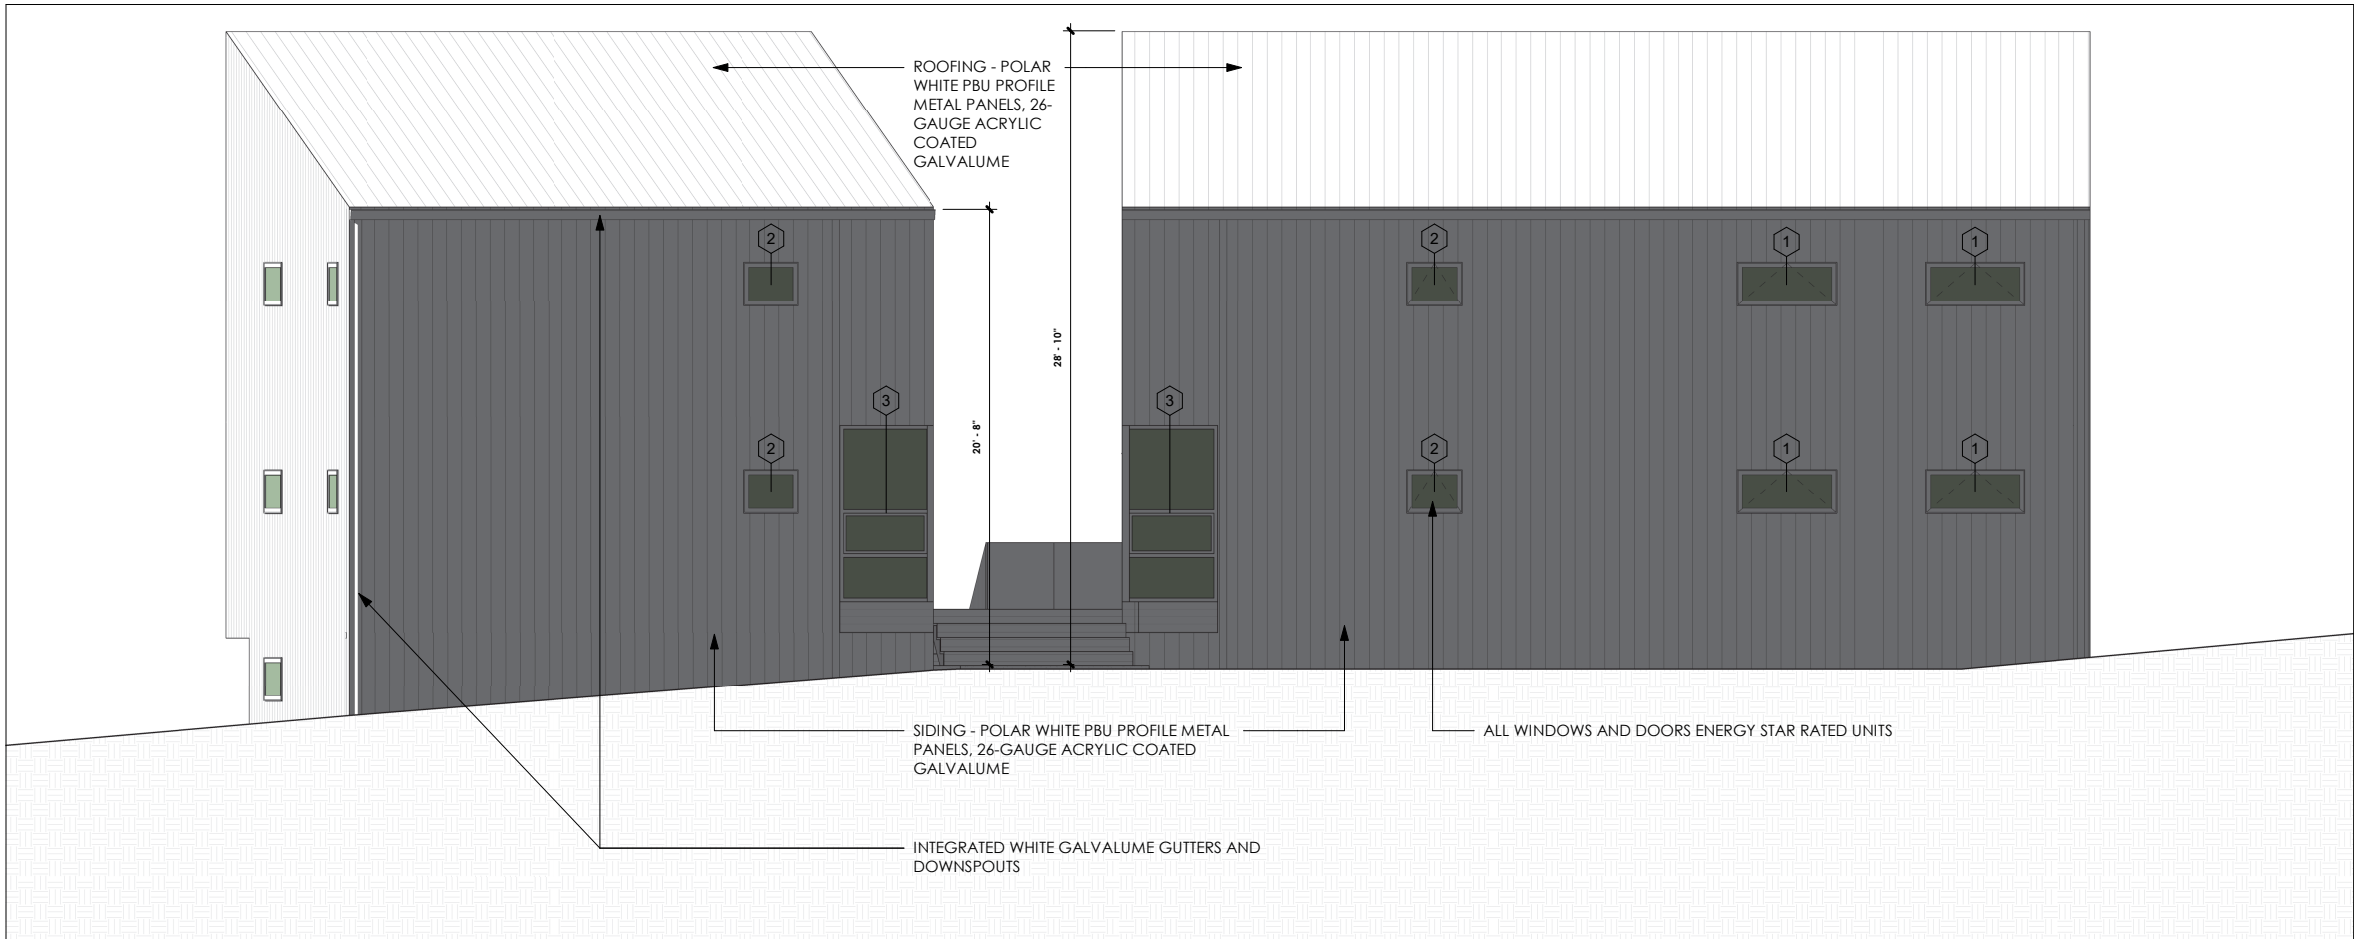 ROOFING - POLAR
WHITE PBU PROFILE
METAL PANELS, 26-
GAUGE ACRYLIC
COATED
GALVALUME
2
2
1
1
28' - 10"
3
3
20' - 8"
2
2
1
1
SIDING - POLAR WHITE PBU PROFILE METAL
PANELS, 26-GAUGE ACRYLIC COATED
GALVALUME
ALL WINDOWS AND DOORS ENERGY STAR RATED UNITS
INTEGRATED WHITE GALVALUME GUTTERS AND
DOWNSPOUTS